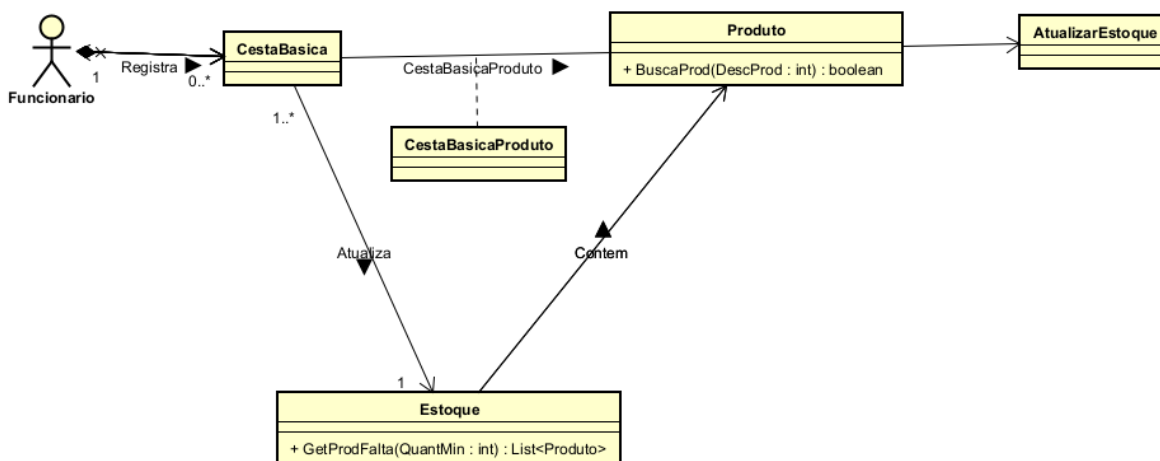 Funcionario
1
Registra
0..*
CestaBasica
CestaBasicaProduto
Produto
+ BuscaProd(DescProd : int) : boolean
AtualizarEstoque
1..*
CestaBasicaProduto
Atualiza
Contem
1
Estoque
+ GetProdFalta(QuantMin : int) : List<Produto>